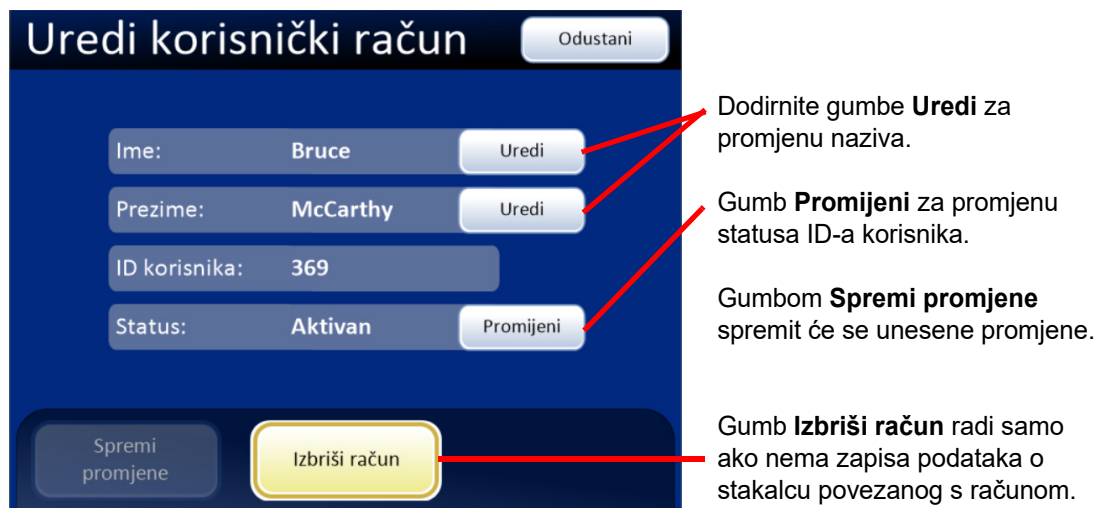 Uredi korisnički račun
Odustani
Ime:
Bruce
Uredi
Prezime:
McCarthy
Uredi
ID korisnika:
369
Status:
Aktivan
Promijeni
Spremi
promjene
Izbriši račun
Dodirnite gumbe Uredi za
promjenu naziva.
Gumb Promijeni za promjenu
statusa ID-a korisnika.
Gumbom Spremi promjene
spremit će se unesene promjene.
Gumb Izbriši račun radi samo
ako nema zapisa podataka o
stakalcu povezanog s računom.